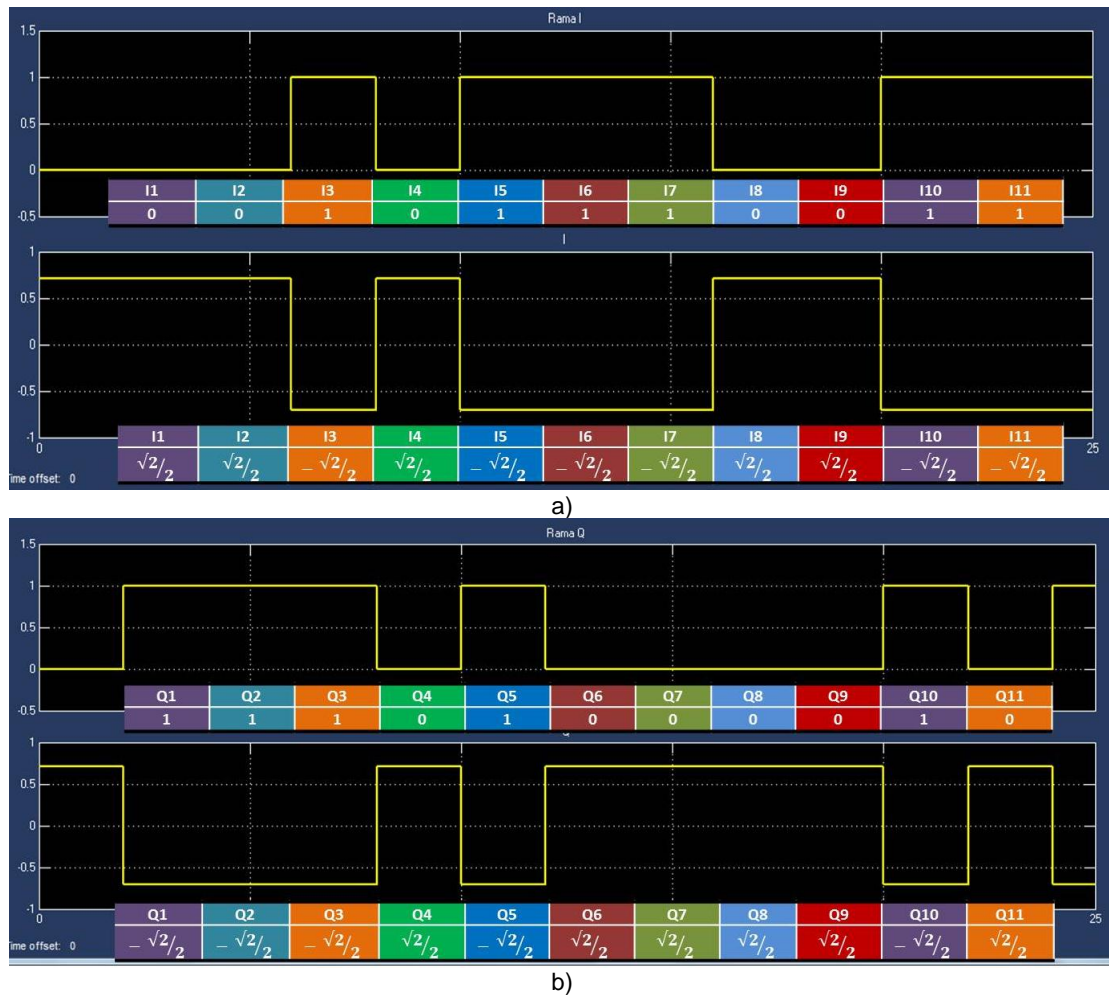 Rama I
1.5
1
0.5
0
-0.5
I1 I2 I3 I4 I5 I6 I7 I8 I9 I10 I11
0 0 1 0 1 1 1 0 0 1 1
I
1
0.5
0
-0.5
-1
0 25
I1 I2 I3 I4 I5 I6 I7 I8 I9 I10 I11
√2/2 √2/2 − √2/2 √2/2 − √2/2 − √2/2 − √2/2 √2/2 √2/2 − √2/2 − √2/2
Time offset: 0
a)
Rama Q
1.5
1
0.5
0
-0.5
Q1 Q2 Q3 Q4 Q5 Q6 Q7 Q8 Q9 Q10 Q11
1 1 1 0 1 0 0 0 0 1 0
1
0.5
0
-0.5
-1
0 25
Q1 Q2 Q3 Q4 Q5 Q6 Q7 Q8 Q9 Q10 Q11
− √2/2 − √2/2 − √2/2 √2/2 − √2/2 √2/2 √2/2 √2/2 √2/2 − √2/2 √2/2
Time offset: 0
b)